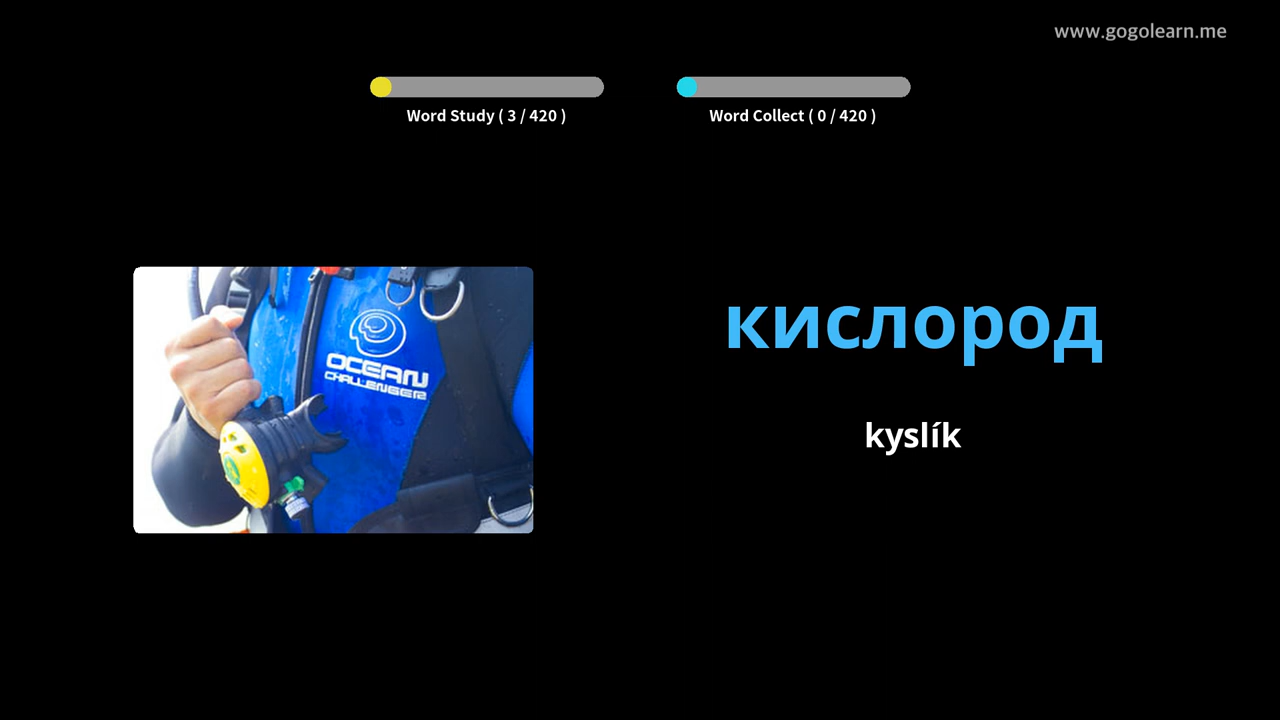 www.gogolearn.me
Word Study ( 3 / 420 )
Word Collect ( 0 / 420 )
OCEAN
CHALLENGER
кислород
kyslík